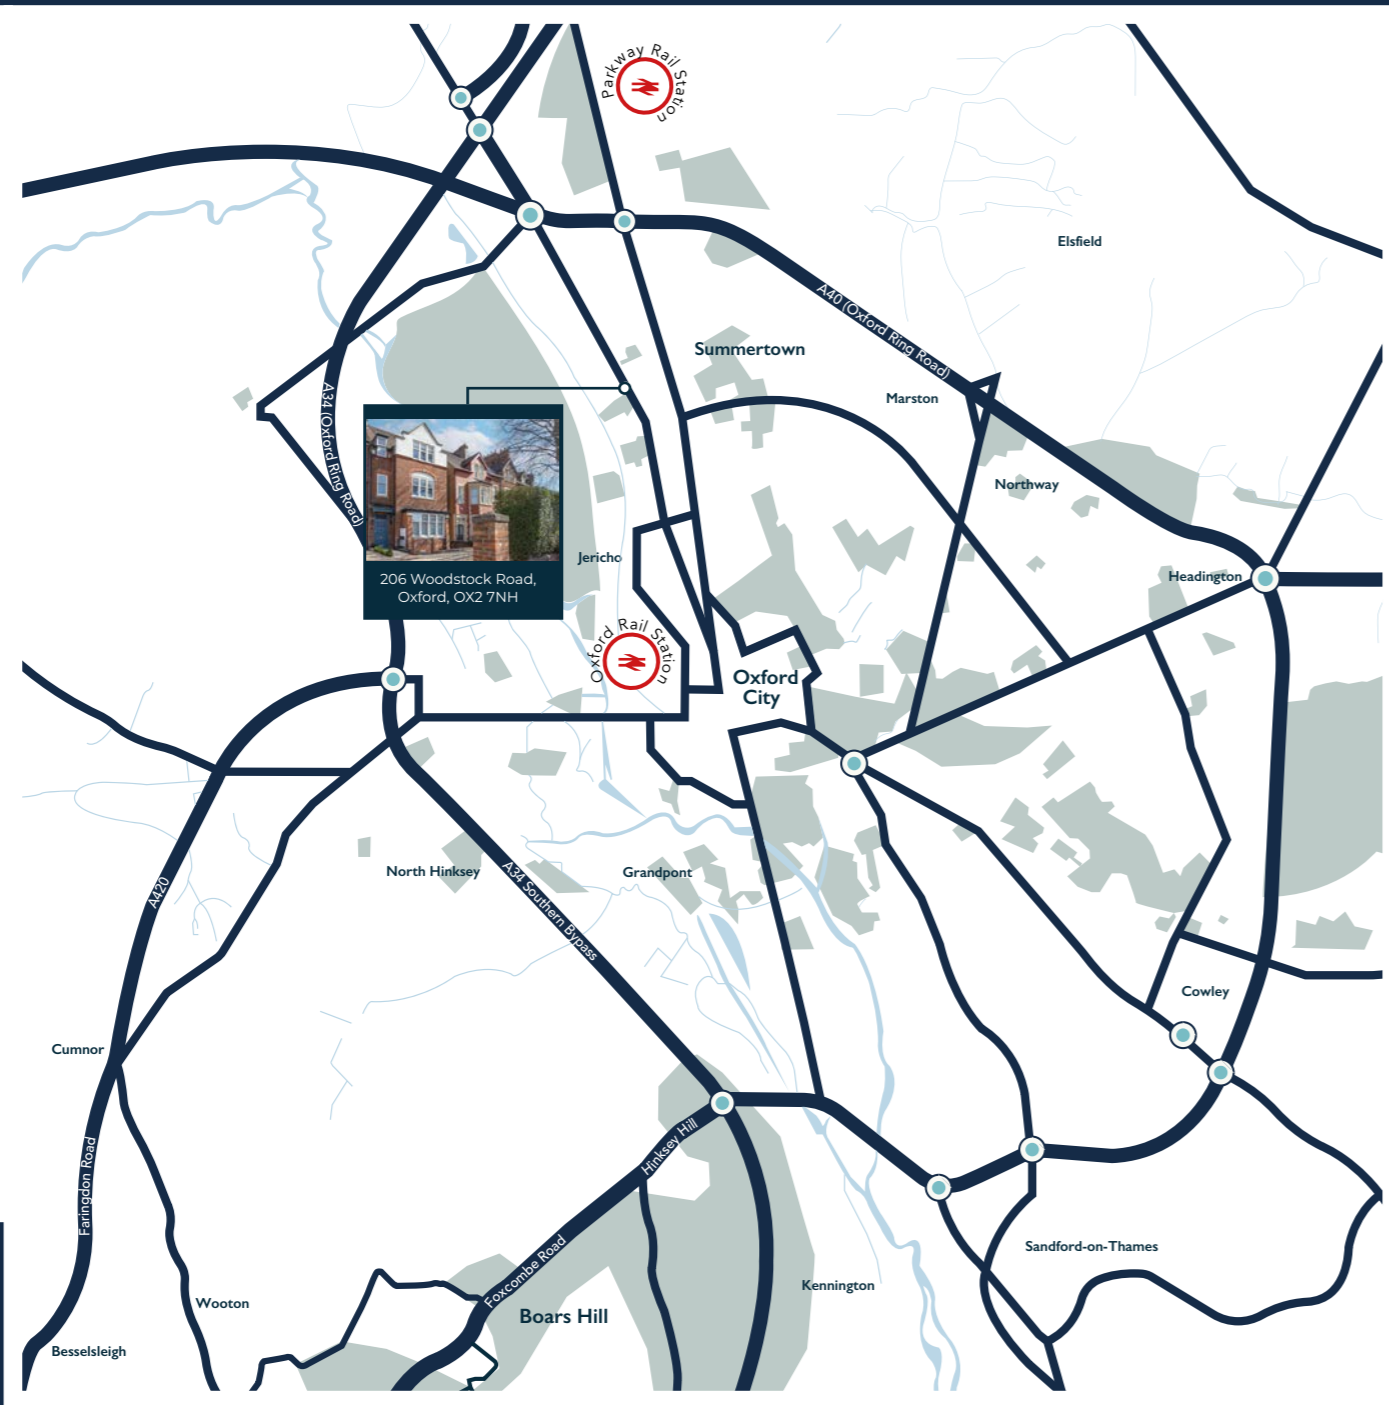 Parkway Rail Station
Elsfield
A40 (Oxford Ring Road)
Summertown
Marston
A34 (Oxford Ring Road)
Northway
Jericho
206 Woodstock Road,
Oxford, OX2 7NH
Headington
Oxford Rail Station
Oxford
City
North Hinksey
Grandpont
A420
A34 Southern Bypass
Cowley
Cumnor
Hinksey Hill
Faringdon Road
Foxcombe Road
Sandford-on-Thames
Kennington
Wooton
Boars Hill
Besselsleigh